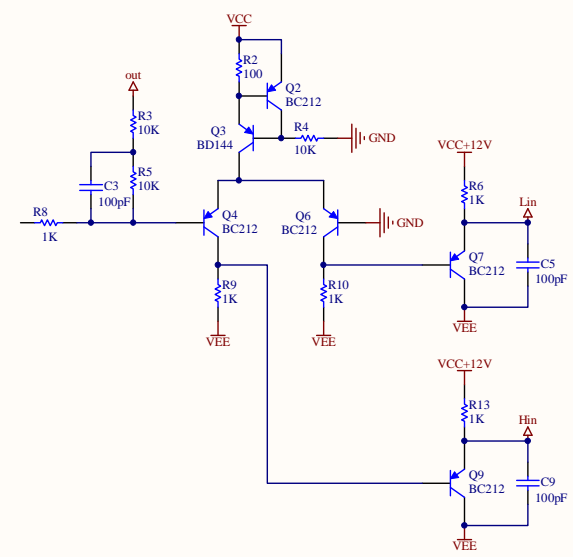 VCC
R2
100
Q2
BC212
out
Q3
BD144
R4
10K
GND
R3
10K
VCC+12V
C3
100pF
R5
10K
R6
1K
Lin
R8
1K
Q4
BC212
Q6
BC212
GND
Q7
BC212
C5
100pF
R9
1K
R10
1K
VEE
VEE
VEE
VCC+12V
R13
1K
Hin
Q9
BC212
C9
100pF
VEE